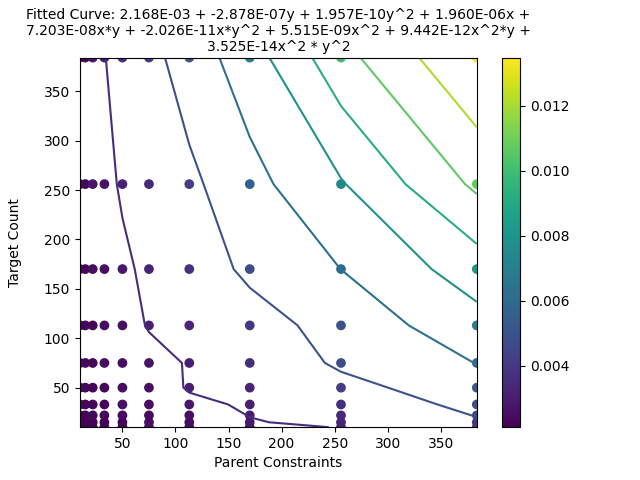 Fitted Curve: 2.168E-03 + -2.878E-07y + 1.957E-10y^2 + 1.960E-06x +
7.203E-08x*y + -2.026E-11x*y^2 + 5.515E-09x^2 + 9.442E-12x^2*y +
3.525E-14x^2 * y^2
350
300
250
200
150
100
50
Target Count
50 100 150 200 250 300 350
Parent Constraints
0.012
0.010
0.008
0.006
0.004